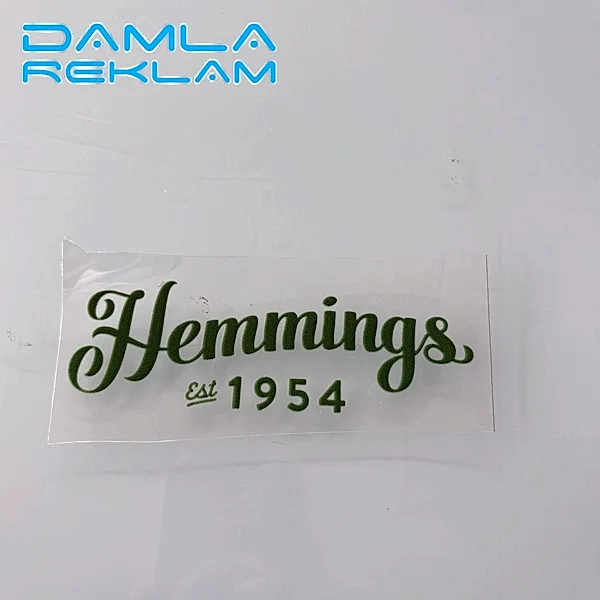 DAMLA
REKLAM
Hemmings
Est 1954